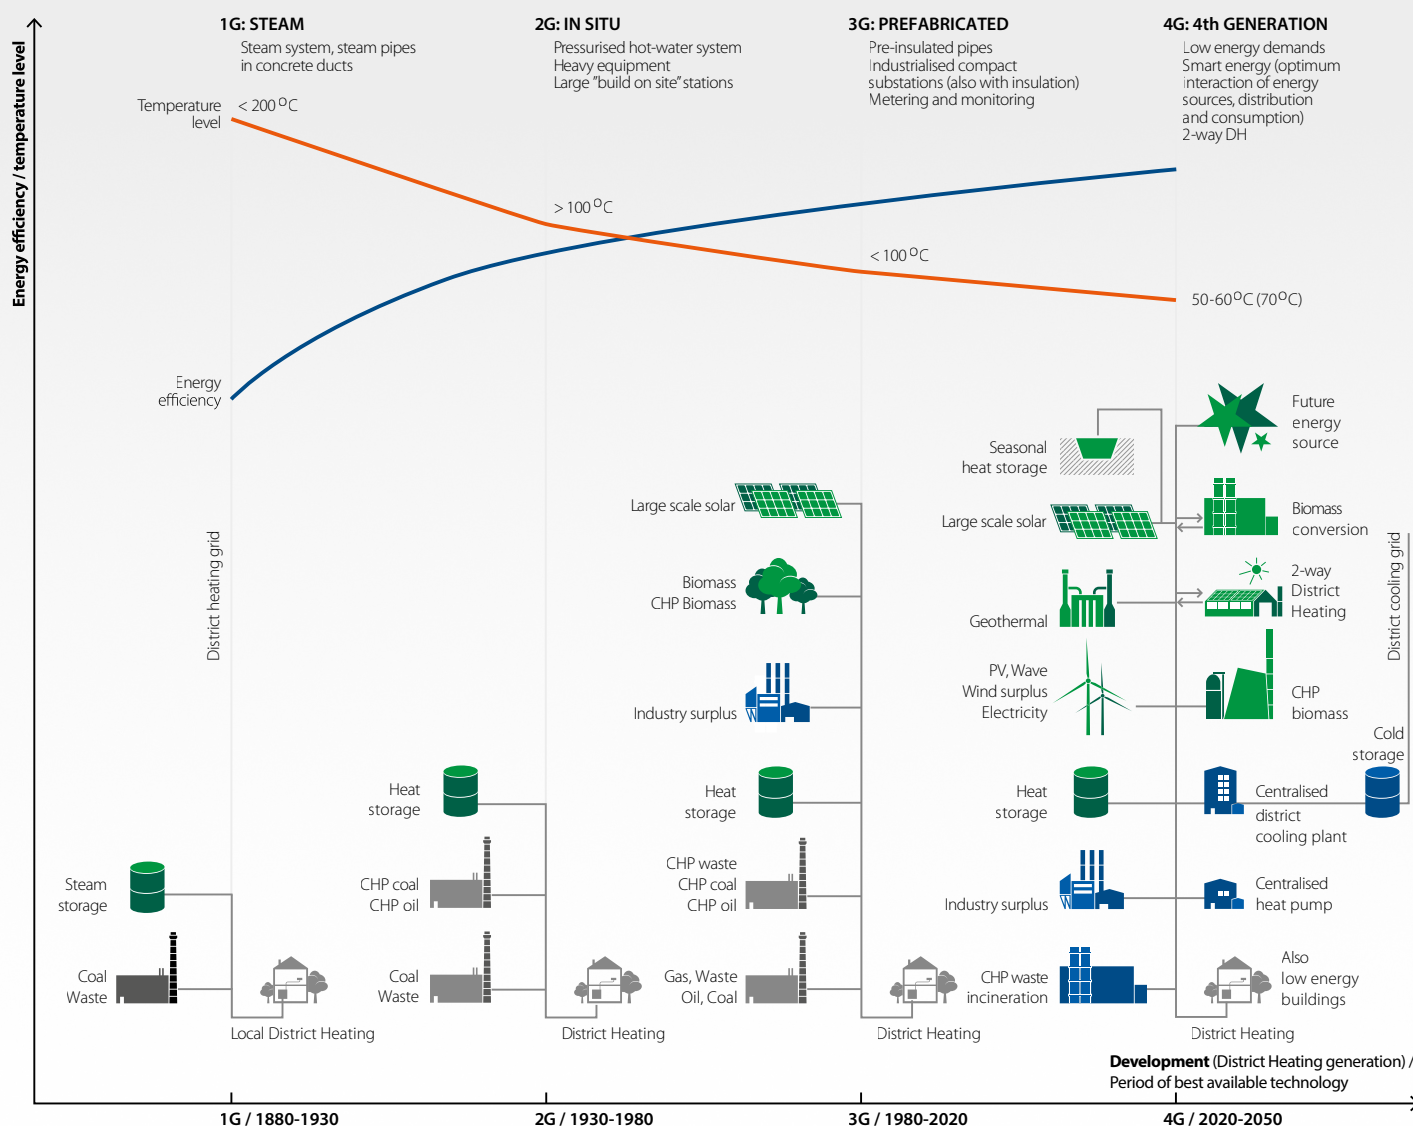 1G: STEAM
Steam system, steam pipes
in concrete ducts
2G: IN SITU
Pressurised hot-water system
Heavy equipment
Large "build on site" stations
3G: PREFABRICATED
Pre-insulated pipes
Industrialised compact
substations (also with insulation)
Metering and monitoring
4G: 4th GENERATION
Low energy demands
Smart energy (optimum
interaction of energy
sources, distribution
and consumption)
2-way DH
Energy efficiency / temperature level
Temperature
level
< 200 °C
> 100 °C
< 100 °C
50-60°C (70°C)
Energy
efficiency
District heating grid
Steam
storage
Coal
Waste
Local District Heating
Heat
storage
CHP coal
CHP oil
Coal
Waste
District Heating
Large scale solar
Biomass
CHP Biomass
Industry surplus
Heat
storage
CHP waste
CHP coal
CHP oil
Gas, Waste
Oil, Coal
District Heating
Seasonal
heat storage
Large scale solar
Geothermal
PV, Wave
Wind surplus
Electricity
Heat
storage
Industry surplus
CHP waste
incineration
Future
energy
source
Biomass
conversion
2-way
District
Heating
CHP
biomass
Cold
storage
Centralised
district
cooling plant
Centralised
heat pump
Also
low energy
buildings
District Heating
District cooling grid
Development (District Heating generation) /
Period of best available technology
1G / 1880-1930
2G / 1930-1980
3G / 1980-2020
4G / 2020-2050